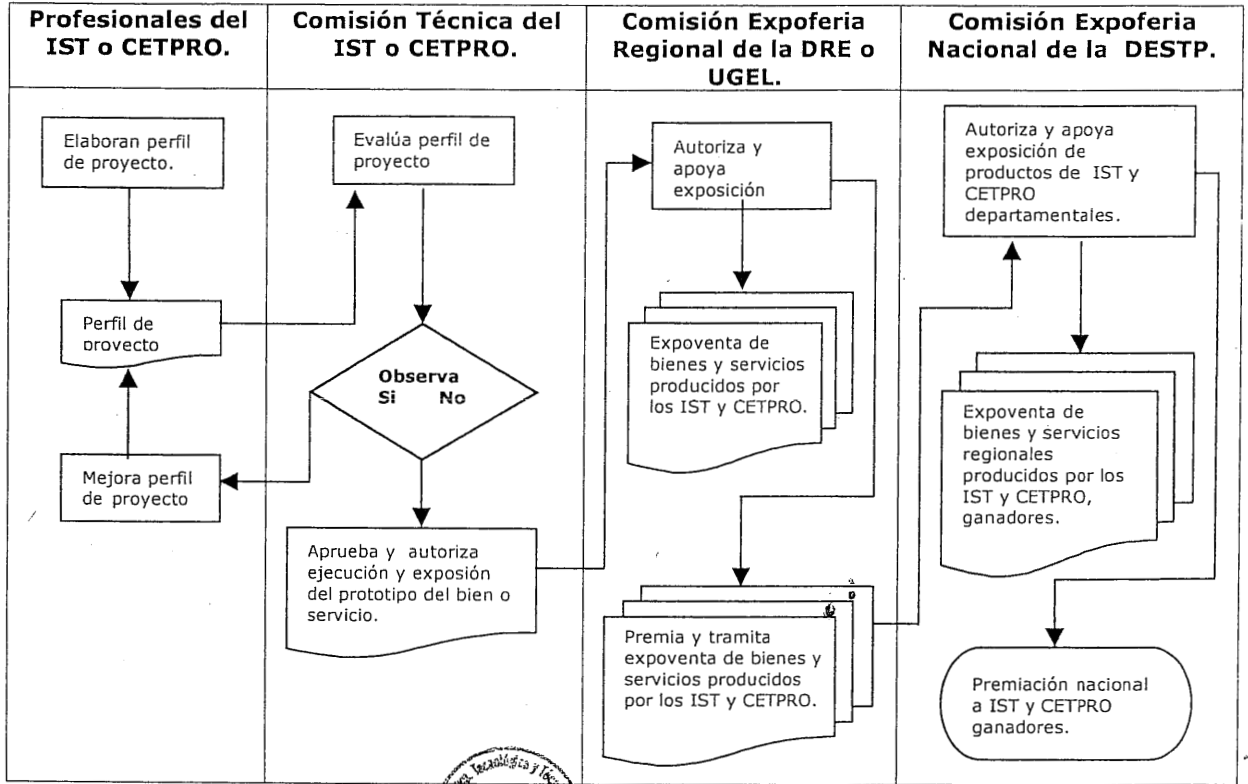 Profesionales del
IST o CETPRO.
Comisión Técnica del
IST o CETPRO.
Comisión Expoferia
Regional de la DRE o
UGEL.
Comisión Expoferia
Nacional de la DESTP.
Elaboran perfil
de proyecto.
Perfil de
proyecto
Mejora perfil
de proyecto
Evalúa perfil de
proyecto
Observa
Si No
Aprueba y autoriza
ejecución y exposión
del prototipo del bien o
servicio.
Autoriza y
apoya
exposición
Expoventa de
bienes y servicios
producidos por
los IST y CETPRO.
Premia y tramita
expoventa de bienes y
servicios producidos
por los IST y CETPRO.
Autoriza y apoya
exposición de
productos de IST y
CETPRO
departamentales.
Expoventa de
bienes y servicios
regionales
producidos por los
IST y CETPRO,
ganadores.
Premiación nacional
a IST y CETPRO
ganadores.
Tecnológica y